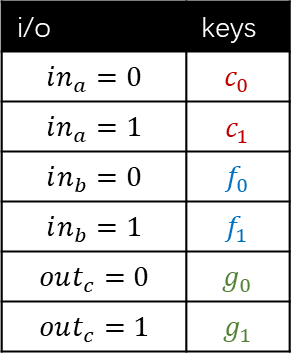 i/o keys
in_a = 0 c_0
in_a = 1 c_1
in_b = 0 f_0
in_b = 1 f_1
out_c = 0 g_0
out_c = 1 g_1